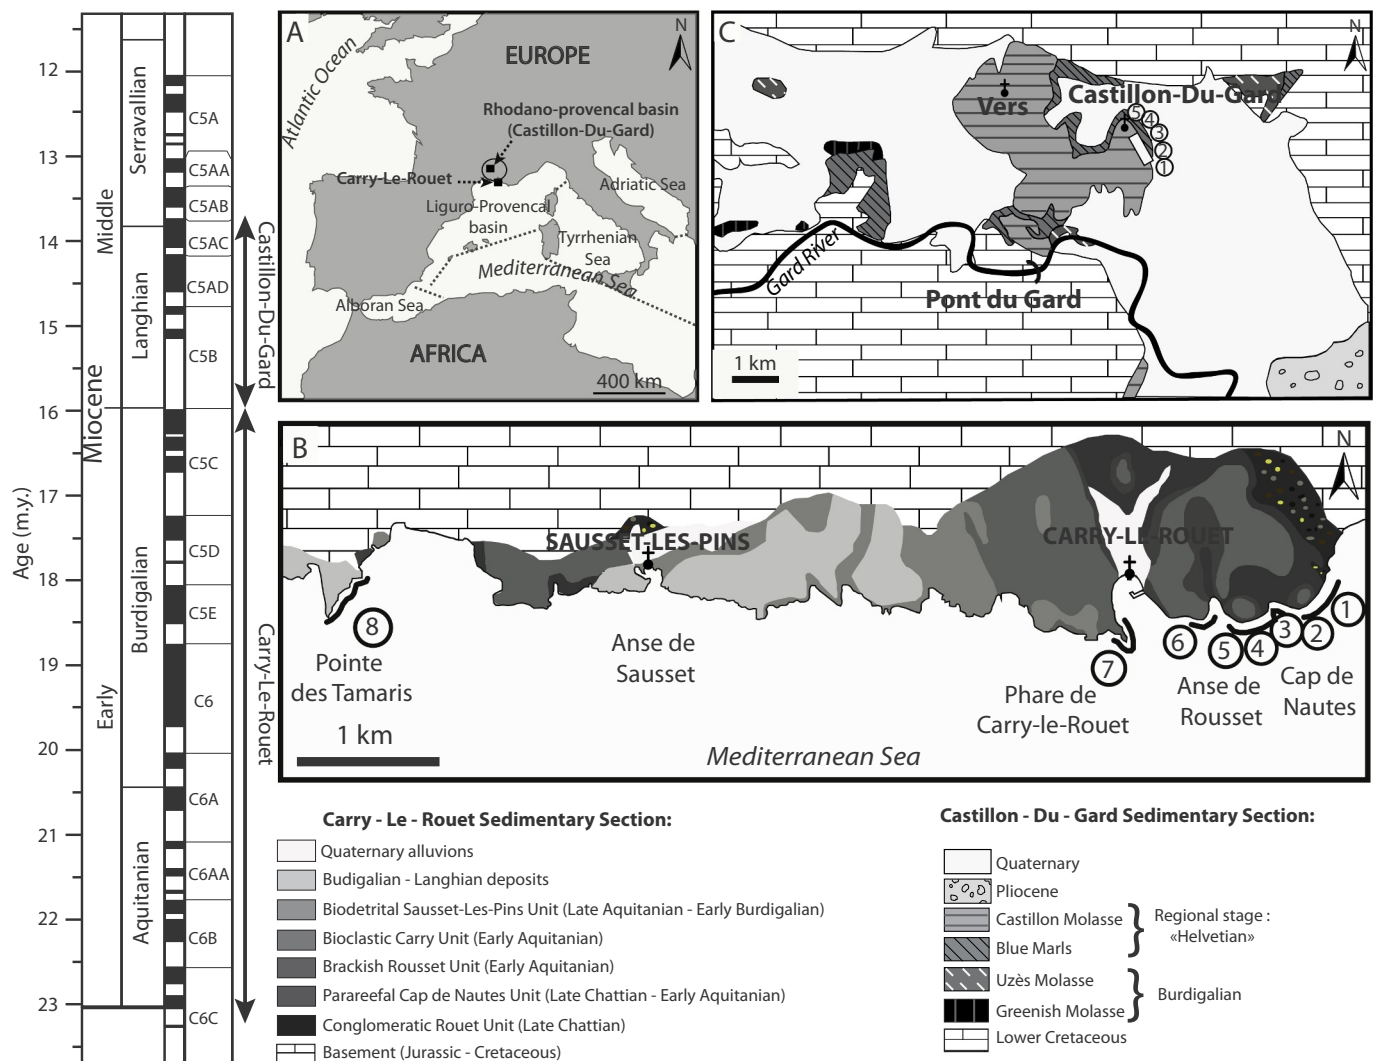 Age (m.y.)
12
13
14
15
16
17
18
19
20
21
22
23
Miocene
Middle
Early
Serravallian
Langhian
Burdigalian
Aquitanian
C5A
C5AA
C5AB
C5AC
C5AD
C5B
C5C
C5D
C5E
C6
C6A
C6AA
C6B
C6C
Castillon-Du-Gard
Carry-Le-Rouet
A
N
Atlantic Ocean
EUROPE
Rhodano-provencal basin
(Castillon-Du-Gard)
Carry-Le-Rouet
Adriatic Sea
Liguro-Provencal
basin
Tyrrhenian
Sea
Mediterranean Sea
Alboran Sea
AFRICA
400 km
C
N
Vers
Castillon-Du-Gard
5
4
3
2
1
Gard River
Pont du Gard
1 km
B
N
SAUSSET-LES-PINS
CARRY-LE-ROUET
8
Pointe
des Tamaris
Anse de
Sausset
7
Phare de
Carry-le-Rouet
6
5
4
3
2
1
Anse de
Rousset
Cap de
Nautes
1 km
Mediterranean Sea
Carry - Le - Rouet Sedimentary Section:
Quaternary alluvions
Budigalian - Langhian deposits
Biodetrital Sausset-Les-Pins Unit (Late Aquitanian - Early Burdigalian)
Bioclastic Carry Unit (Early Aquitanian)
Brackish Rousset Unit (Early Aquitanian)
Parareefal Cap de Nautes Unit (Late Chattian - Early Aquitanian)
Conglomeratic Rouet Unit (Late Chattian)
Basement (Jurassic - Cretaceous)
Castillon - Du - Gard Sedimentary Section:
Quaternary
Pliocene
Castillon Molasse
Blue Marls
Regional stage :
«Helvetian»
Uzès Molasse
Greenish Molasse
Burdigalian
Lower Cretaceous